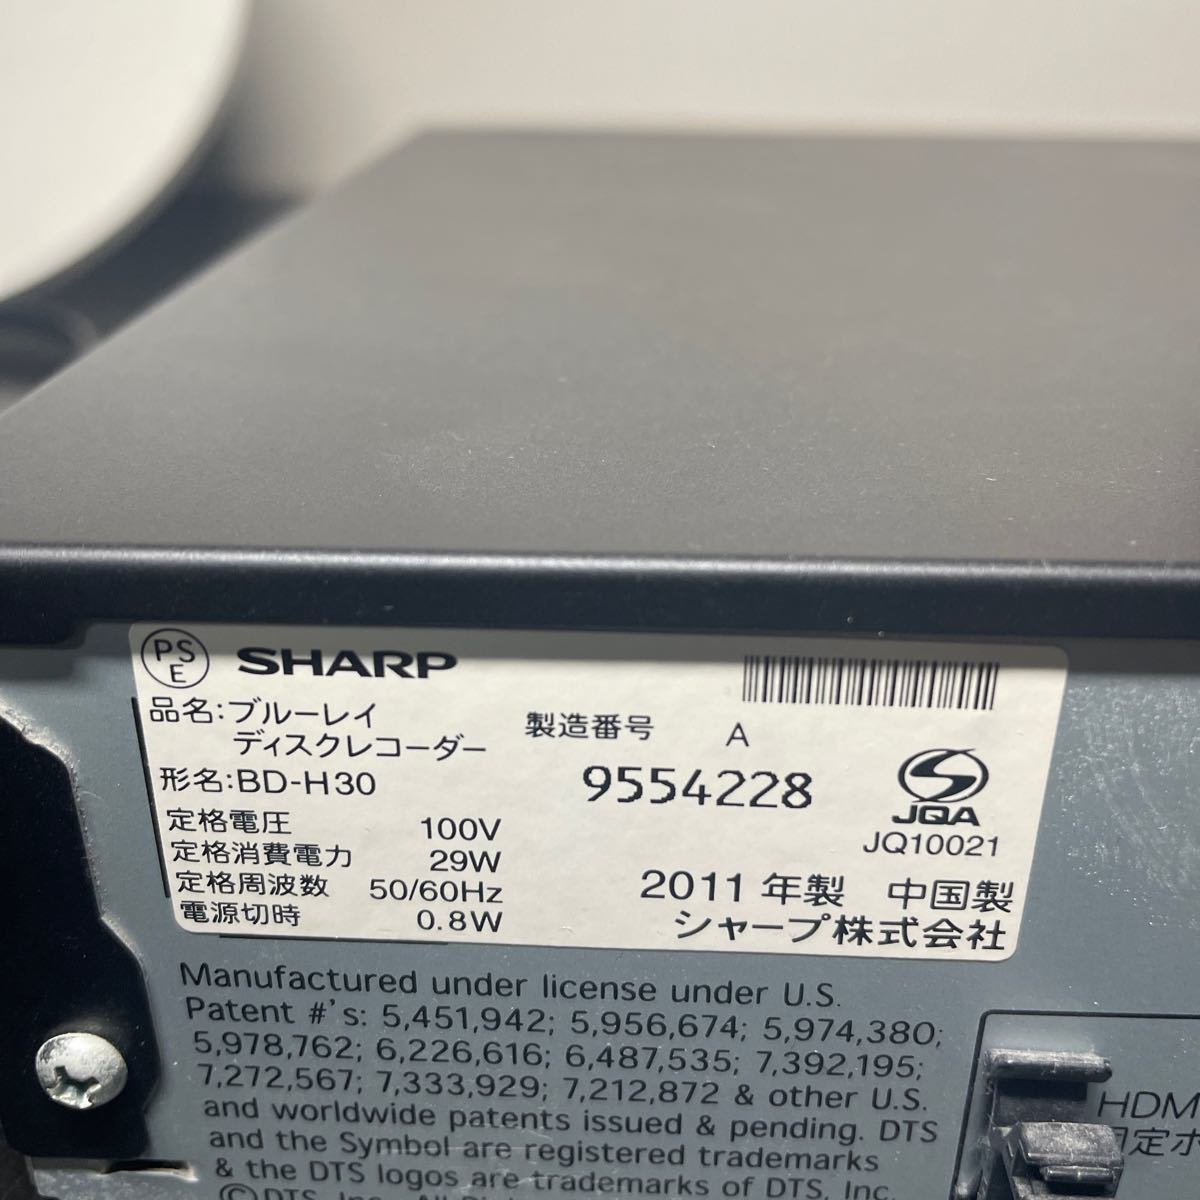 PS
E
SHARP
品名:ブルーレイ
ディスクレコーダー
形名:BD-H30
定格電圧 100V
定格消費電力 29W
定格周波数 50/60Hz
電源切時 0.8W
製造番号 A
9554228
JQA
JQ10021
2011 年製 中国製
シャープ株式会社
Manufactured under license under U.S.
Patent #'s: 5,451,942; 5,956,674; 5,974,380;
5,978,762; 6,226,616; 6,487,535; 7,392,195;
7,272,567; 7,333,929; 7,212,872 & other U.S.
and worldwide patents issued & pending. DTS
and the Symbol are registered trademarks
& the DTS logos are trademarks of DTS, Inc.
©DTS, Inc. All
HDM
定